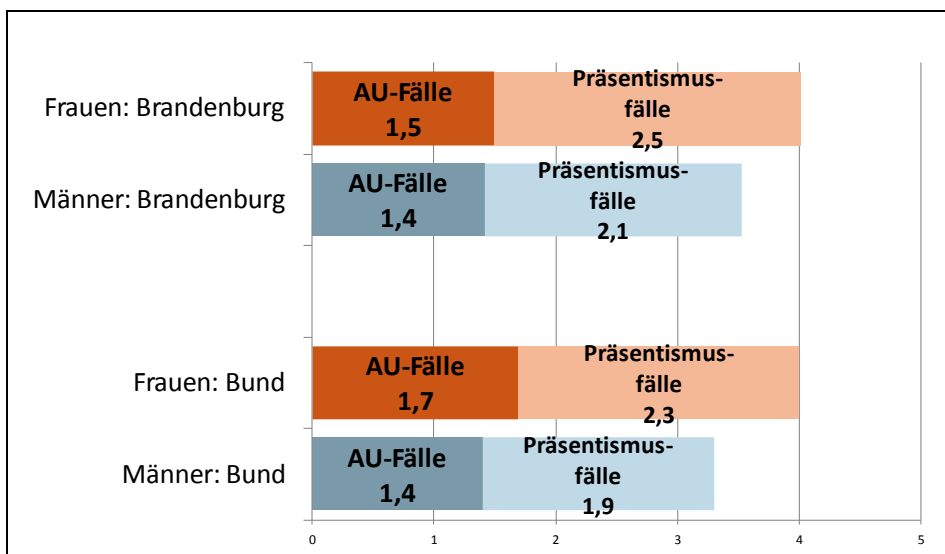 Frauen: Brandenburg
AU-Fälle
1,5
Präsentismus-
fälle
2,5
Männer: Brandenburg
AU-Fälle
1,4
Präsentismus-
fälle
2,1
Frauen: Bund
AU-Fälle
1,7
Präsentismus-
fälle
2,3
Männer: Bund
AU-Fälle
1,4
Präsentismus-
fälle
1,9
0 1 2 3 4 5